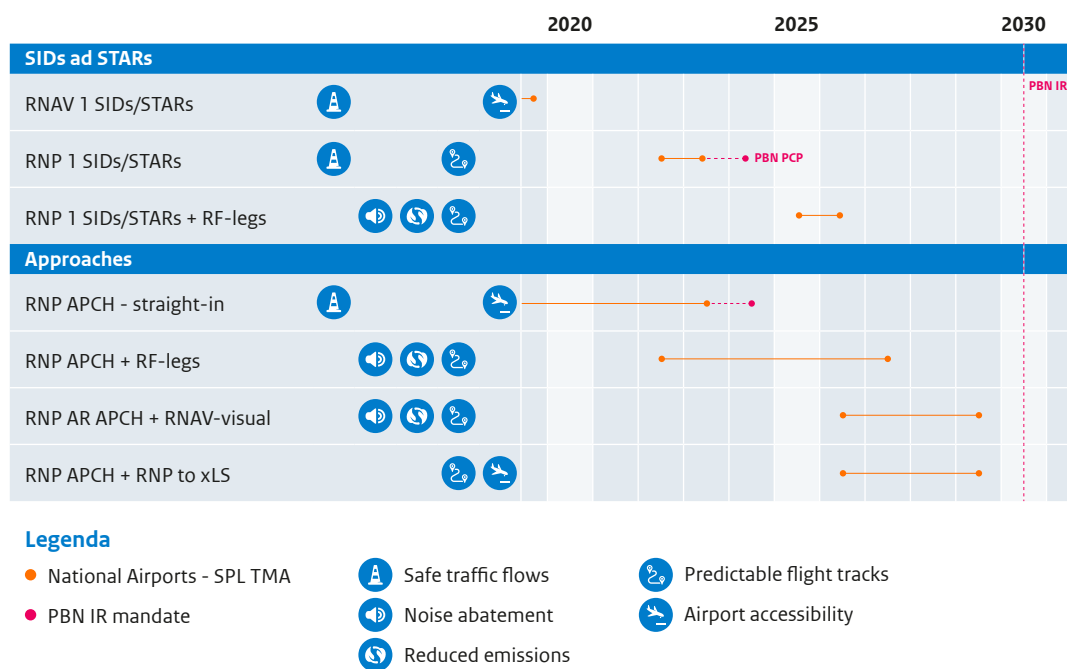 2020 2025 2030
SIDs ad STARs
RNAV 1 SIDs/STARs
PBN IR
RNP 1 SIDs/STARs
PBN PCP
RNP 1 SIDs/STARs + RF-legs
Approaches
RNP APCH - straight-in
RNP APCH + RF-legs
RNP AR APCH + RNAV-visual
RNP APCH + RNP to xLS
Legenda
National Airports - SPL TMA
PBN IR mandate
Safe traffic flows
Noise abatement
Reduced emissions
Predictable flight tracks
Airport accessibility